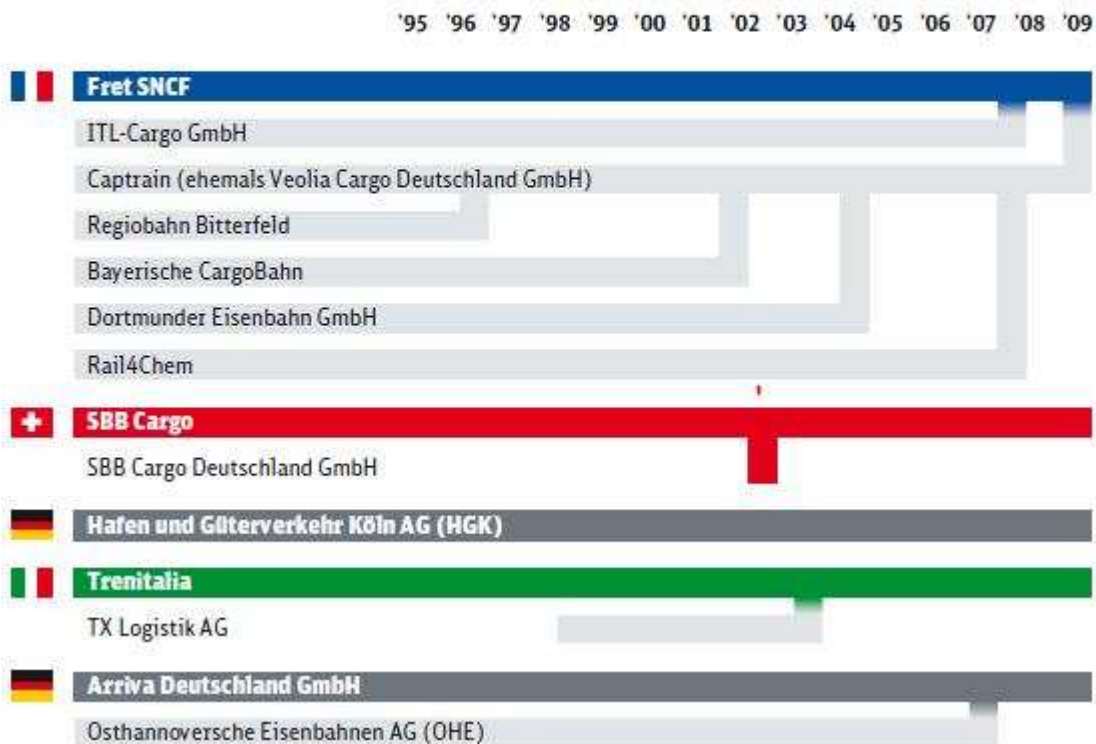 '95 '96 '97 '98 '99 '00 '01 '02 '03 '04 '05 '06 '07 '08 '09
Fret SNCF
ITL-Cargo GmbH
Captrain (ehemals Veolia Cargo Deutschland GmbH)
Regiobahn Bitterfeld
Bayerische CargoBahn
Dortmunder Eisenbahn GmbH
Rail4Chem
SBB Cargo
SBB Cargo Deutschland GmbH
Hafen und Güterverkehr Köln AG (HGK)
Trenitalia
TX Logistik AG
Arriva Deutschland GmbH
Osthannoversche Eisenbahnen AG (OHE)